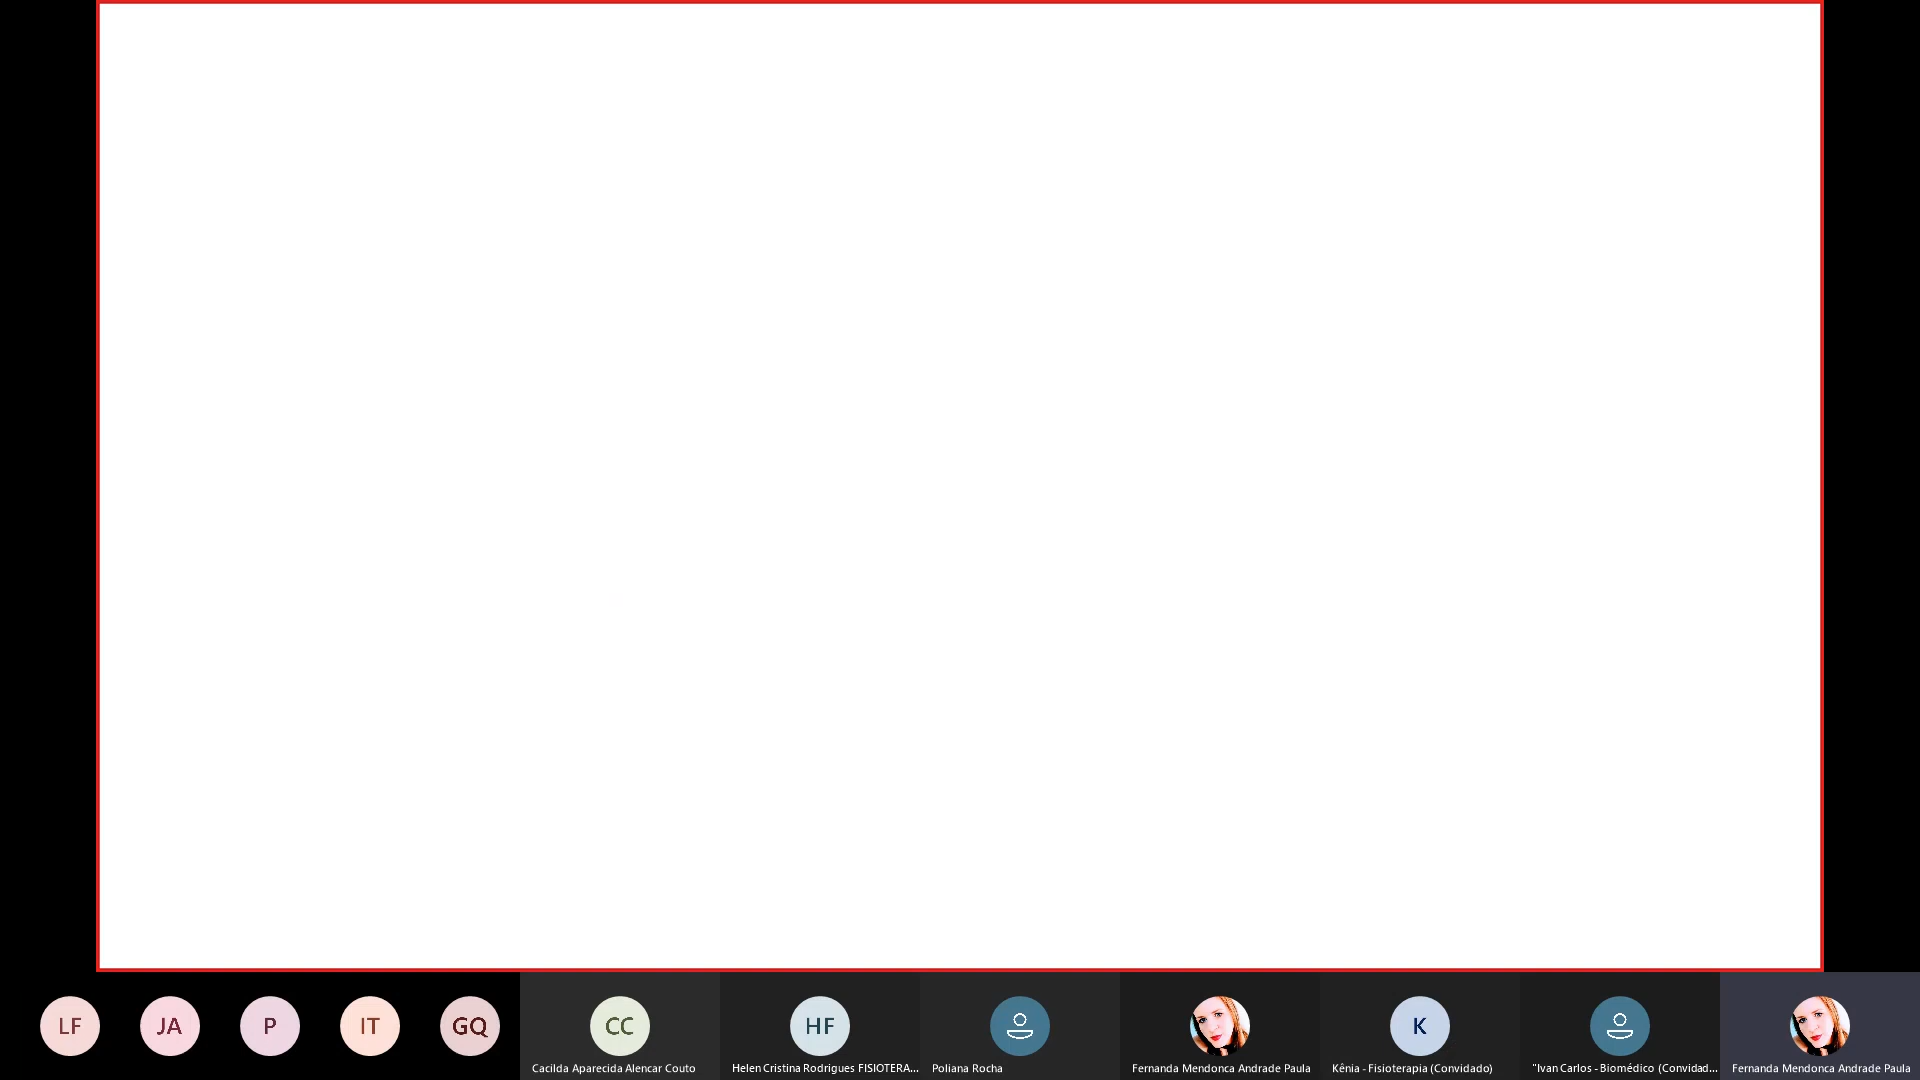 LF
JA
P
IT
GQ
CC
HF
K
Cacilda Aparecida Alencar Couto
Helen Cristina Rodrigues FISIOTERA...
Poliana Rocha
Fernanda Mendonca Andrade Paula
Kênia - Fisioterapia (Convidado)
"Ivan Carlos - Biomédico (Convidad...
Fernanda Mendonca Andrade Paula